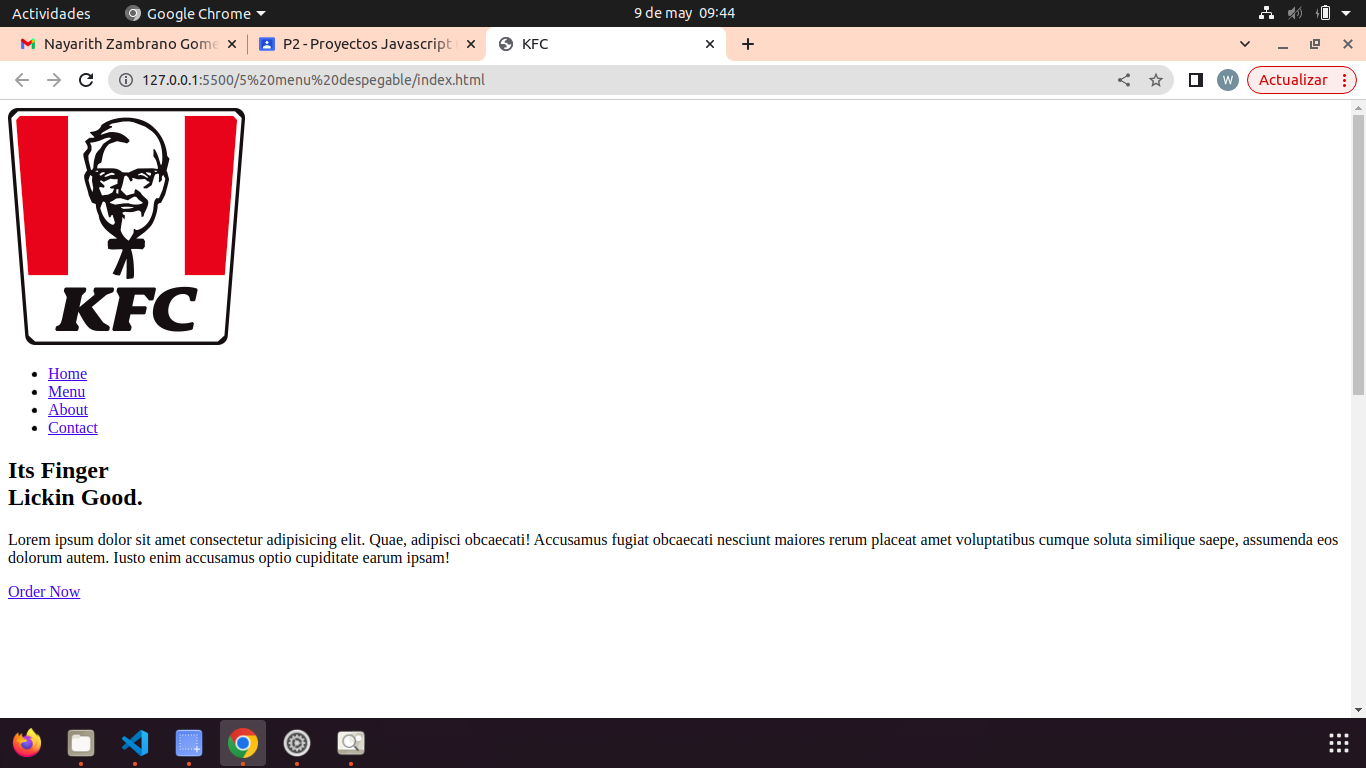 Actividades Google Chrome 9 de may 09:44
Nayarith Zambrano Gome P2 - Proyectos Javascript KFC
127.0.0.1:5500/5%20menu%20despegable/index.html W Actualizar
KFC
Home
Menu
About
Contact
Its Finger
Lickin Good.
Lorem ipsum dolor sit amet consectetur adipisicing elit. Quae, adipisci obcaecati! Accusamus fugiat obcaecati nesciunt maiores rerum placeat amet voluptatibus cumque soluta similique saepe, assumenda eos
dolorum autem. Iusto enim accusamus optio cupiditate earum ipsam!
Order Now